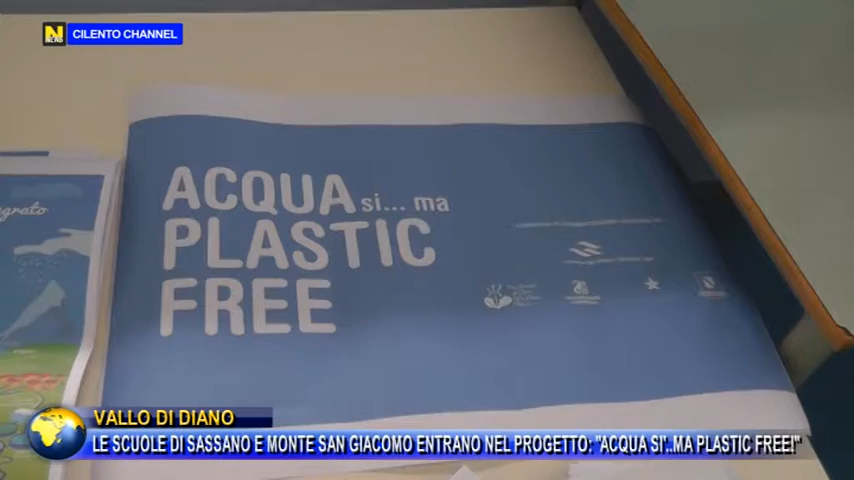 CILENTO CHANNEL
ACQUA si... ma
PLASTIC
FREE
VALLO DI DIANO
LE SCUOLE DI SASSANO E MONTE SAN GIACOMO ENTRANO NEL PROGETTO: "ACQUA SI'..MA PLASTIC FREE!"